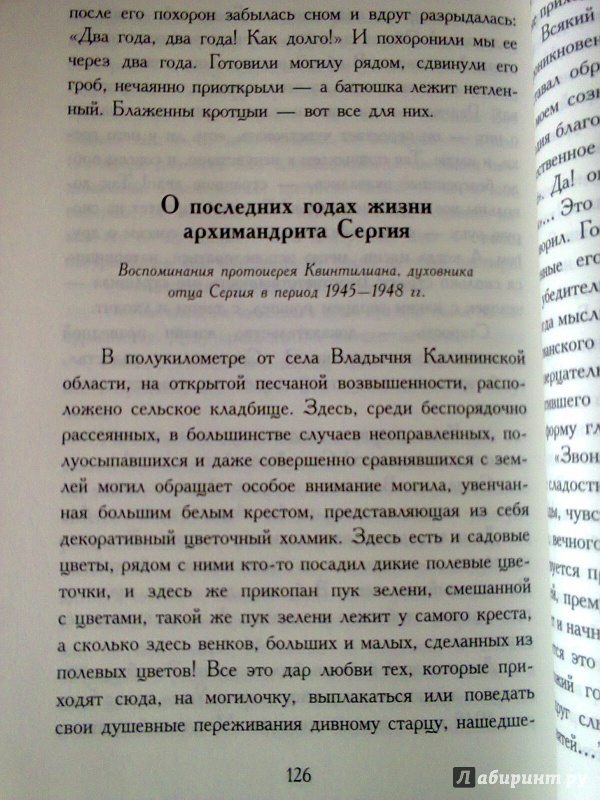 после его похорон забылась сном и вдруг разрыдалась:
«Два года, два года! Как долго!» И похоронили мы ее
через два года. Готовили могилу рядом, сдвинули его
гроб, нечаянно приоткрыли — а батюшка лежит нетлен-
ный. Блаженны кротцыи — вот все для них.
О последних годах жизни
архимандрита Сергия
Воспоминания протоиерея Квинтилиана, духовника
отца Сергия в период 1945—1948 гг.
В полукилометре от села Владычня Калининской
области, на открытой песчаной возвышенности, распо-
ложено сельское кладбище. Здесь, среди беспорядочно
рассеянных, в большинстве случаев неоправленных, по-
луосыпавшихся и даже совершенно сравнявшихся с зем-
лей могил обращает особое внимание могила, увенчан-
ная большим белым крестом, представляющая из себя
декоративный цветочный холмик. Здесь есть и садовые
цветы, рядом с ними кто-то посадил дикие полевые цве-
точки, и здесь же прикопан пук зелени, смешанной
с цветами, такой же пук зелени лежит у самого креста,
а сколько здесь венков, больших и малых, сделанных из
полевых цветов! Все это дар любви тех, которые при-
ходят сюда, на могилочку, выплакаться или поведать
свои душевные переживания дивному старцу, нашедше-
126
Всякий
Да!
Это
«Звон
вечного
это
Лабиринт.ру